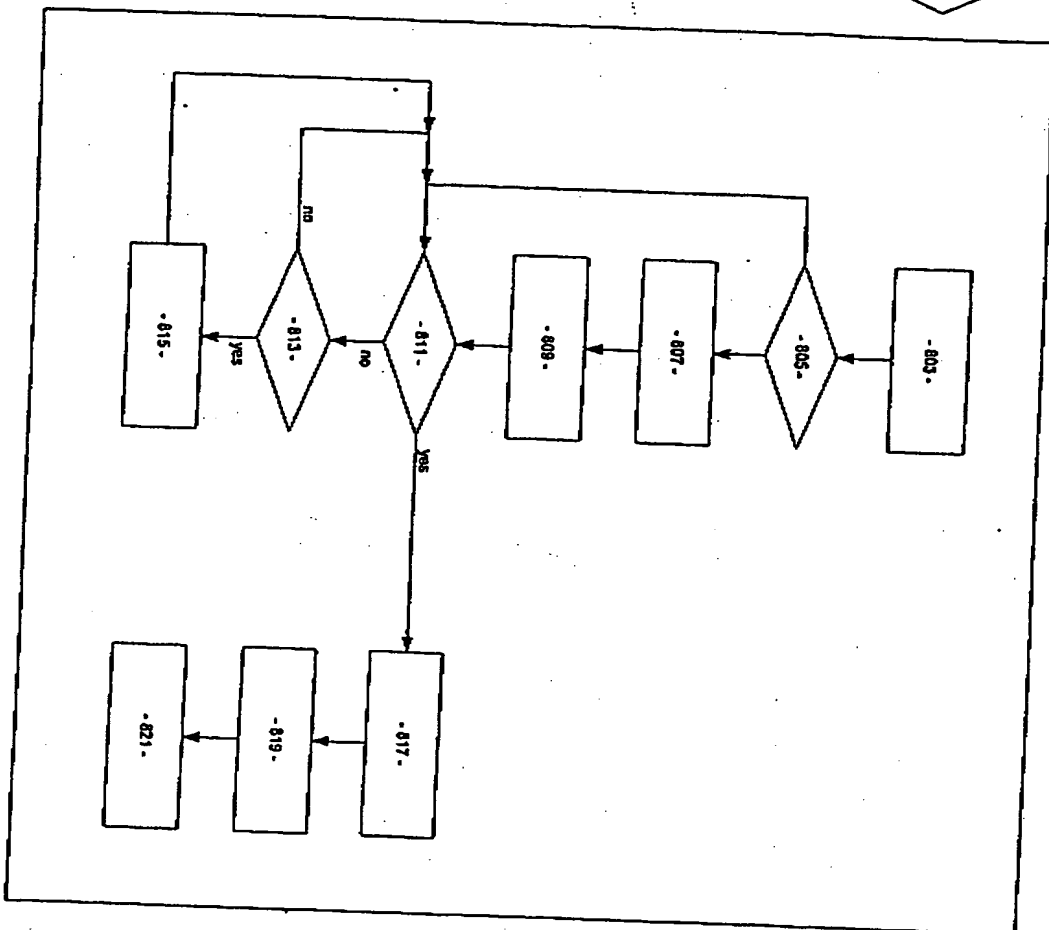 -803-
-805-
-807-
-809-
-811-
yes
no
-813-
no
yes
-815-
-817-
-819-
-821-